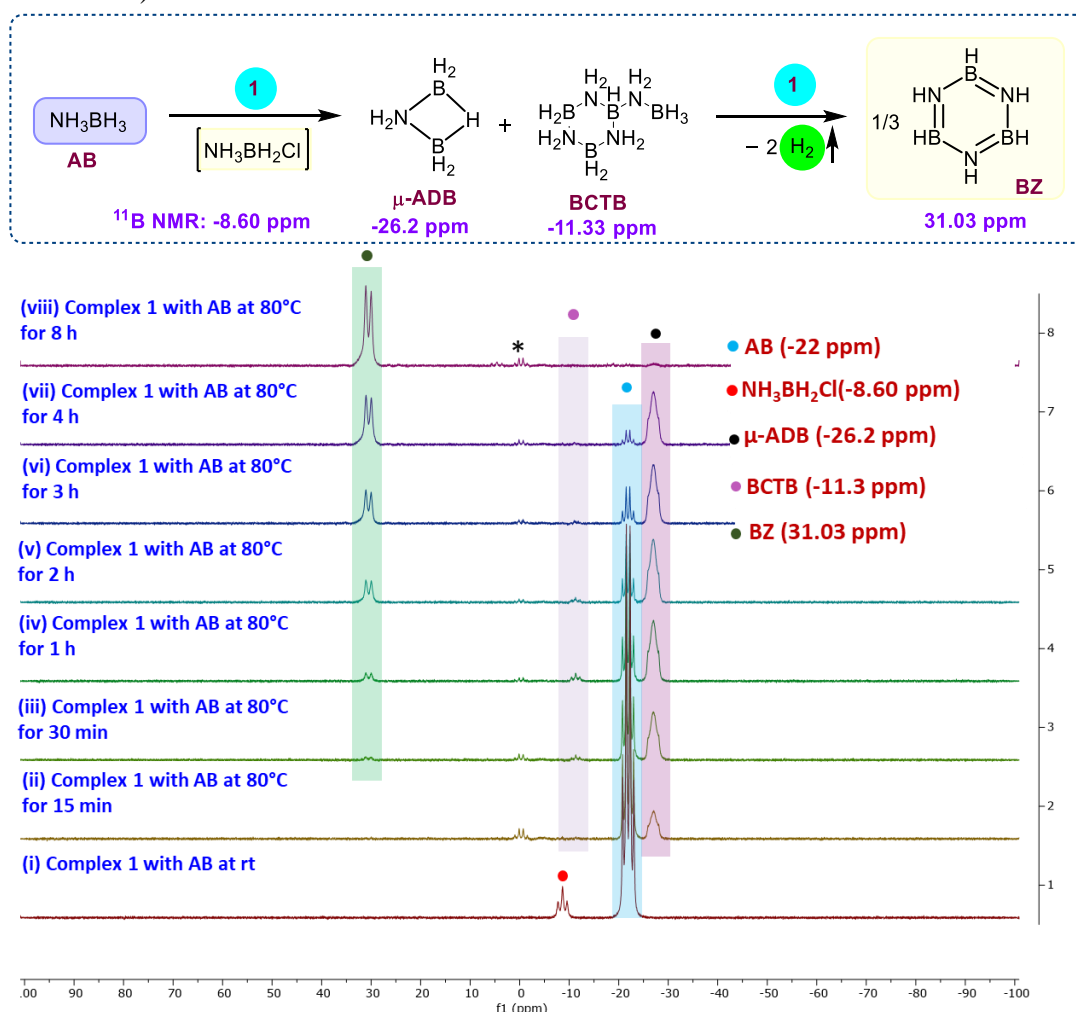 )
NH₃BH₃
AB
1
[NH₃BH₂Cl]
H₂
B
H₂N
H
B
H₂
μ-ADB
-26.2 ppm
+
H₂
N
H₂
H
N
H₂B
B
BH₃
H₂N
NH₂
B
H₂
BCTB
-11.33 ppm
1
− 2 H₂
1/3
H
B
HN
NH
HB
BH
N
H
BZ
31.03 ppm
¹¹B NMR: -8.60 ppm
(viii) Complex 1 with AB at 80°C
for 8 h
*
(vii) Complex 1 with AB at 80°C
for 4 h
(vi) Complex 1 with AB at 80°C
for 3 h
(v) Complex 1 with AB at 80°C
for 2 h
(iv) Complex 1 with AB at 80°C
for 1 h
(iii) Complex 1 with AB at 80°C
for 30 min
(ii) Complex 1 with AB at 80°C
for 15 min
(i) Complex 1 with AB at rt
AB (-22 ppm)
NH₃BH₂Cl(-8.60 ppm)
μ-ADB (-26.2 ppm)
BCTB (-11.3 ppm)
BZ (31.03 ppm)
8
7
6
5
4
3
2
1
.00 90 80 70 60 50 40 30 20 10 0 -10 -20 -30 -40 -50 -60 -70 -80 -90 -100
f1 (ppm)